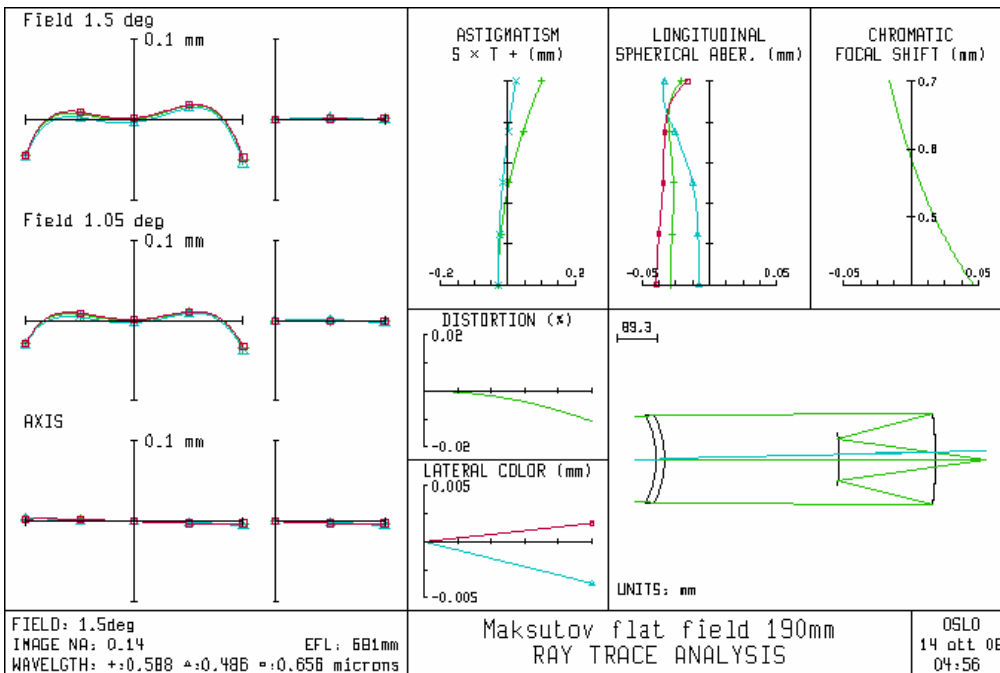 Field 1.5 deg
0.1 mm
Field 1.05 deg
0.1 mm
AXIS
0.1 mm
ASTIGMATISM
S × T + (mm)
-0.2
0.2
LONGITUDINAL
SPHERICAL ABER. (mm)
-0.05
0.05
CHROMATIC
FOCAL SHIFT (mm)
0.7
0.6
0.5
-0.05
0.05
DISTORTION (%)
0.02
-0.02
LATERAL COLOR (mm)
0.005
-0.005
89.3
UNITS: mm
FIELD: 1.5deg
IMAGE NA: 0.14 EFL: 681mm
WAVELGTH: +:0.588 ▵:0.486 ▫:0.656 microns
Maksutov flat field 190mm
RAY TRACE ANALYSIS
OSLO
14 ott 06
04:56